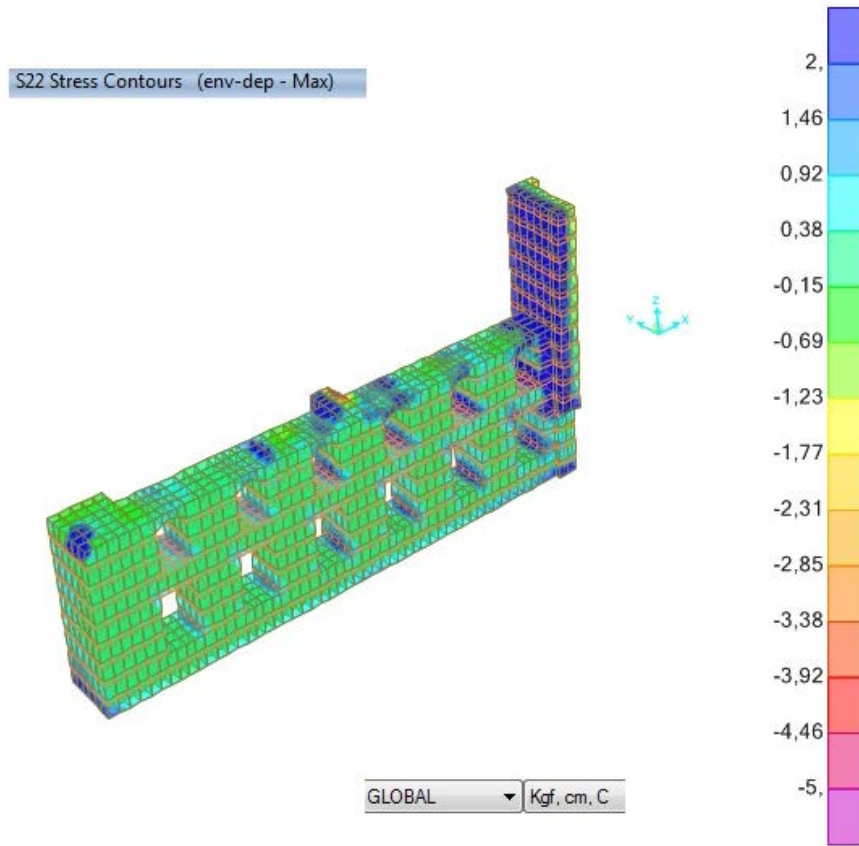 S22 Stress Contours (env-dep - Max)
2,
1,46
0,92
0,38
-0,15
-0,69
-1,23
-1,77
-2,31
-2,85
-3,38
-3,92
-4,46
-5,
Z
Y
X
GLOBAL
Kgf, cm, C